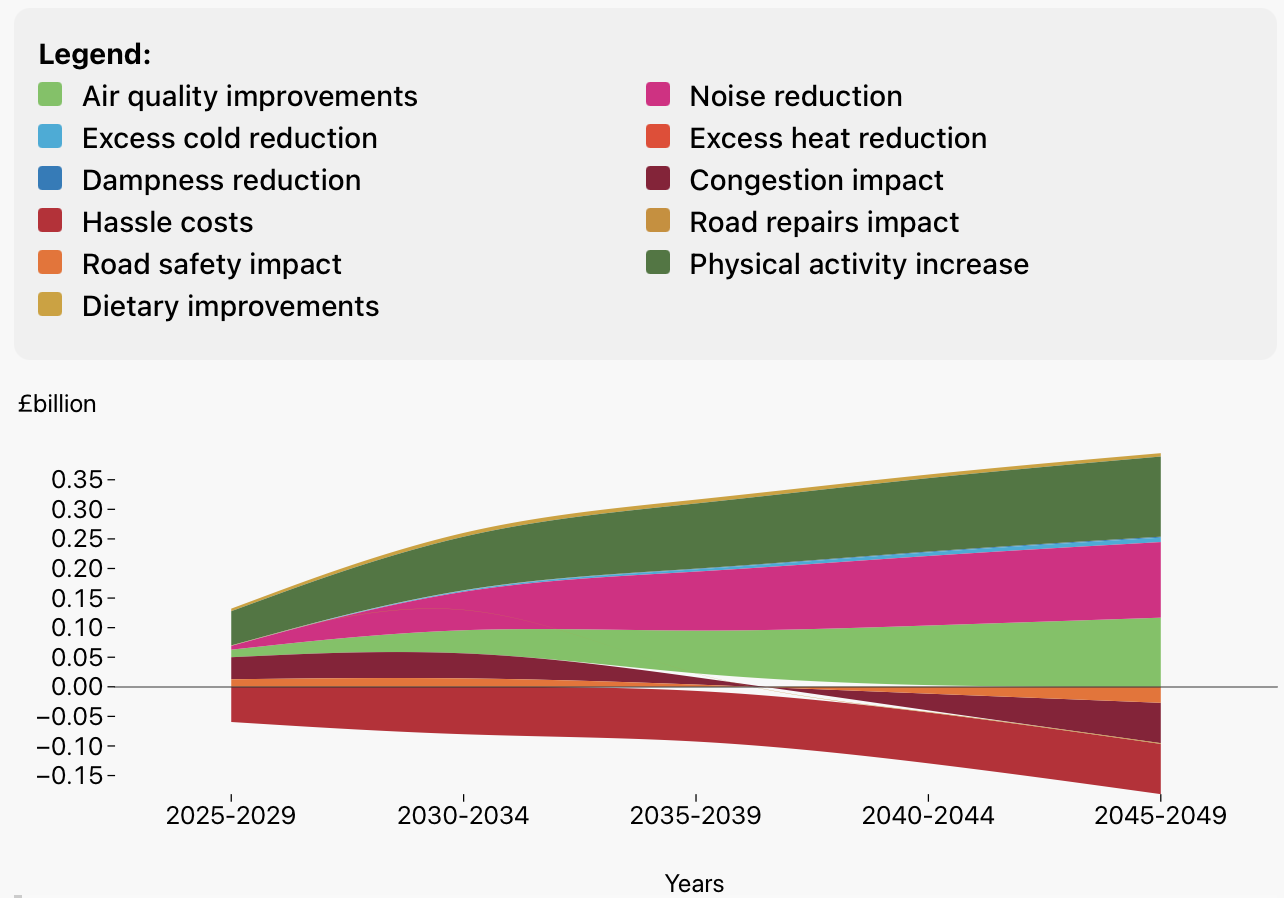 Legend:
Air quality improvements
Noise reduction
Excess cold reduction
Excess heat reduction
Dampness reduction
Congestion impact
Hassle costs
Road repairs impact
Road safety impact
Physical activity increase
Dietary improvements
£billion
0.35
0.30
0.25
0.20
0.15
0.10
0.05
0.00
−0.05
−0.10
−0.15
2025-2029 2030-2034 2035-2039 2040-2044 2045-2049
Years